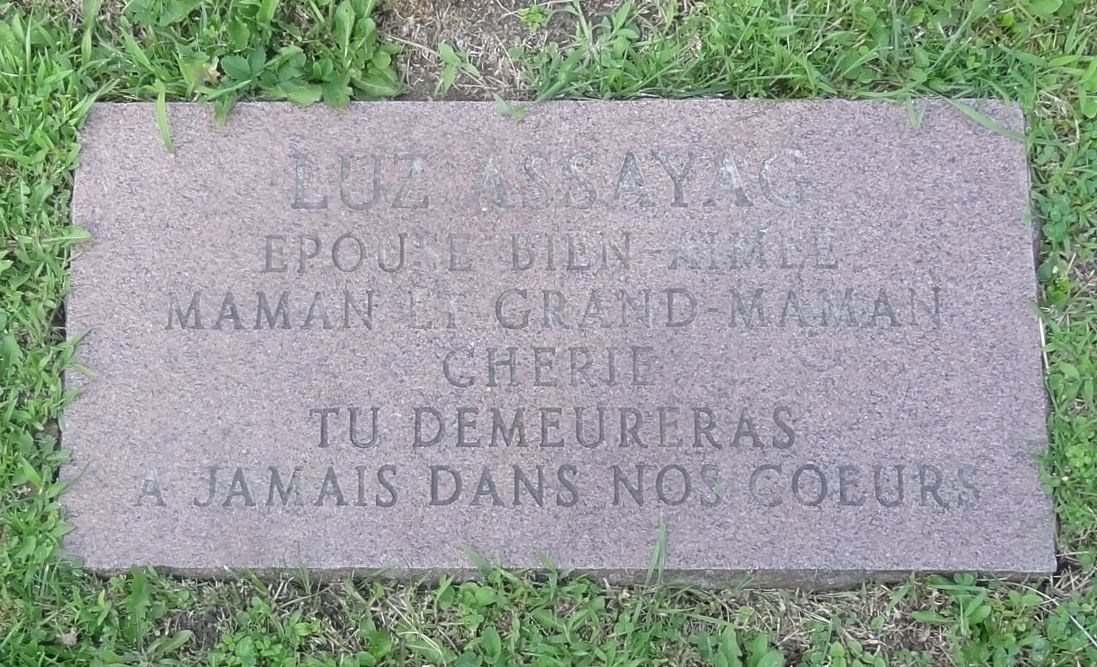 LUZ ASSAYAG
EPOUSE BIEN-AIMEE
MAMAN ET GRAND-MAMAN
CHERIE
TU DEMEURERAS
A JAMAIS DANS NOS COEURS